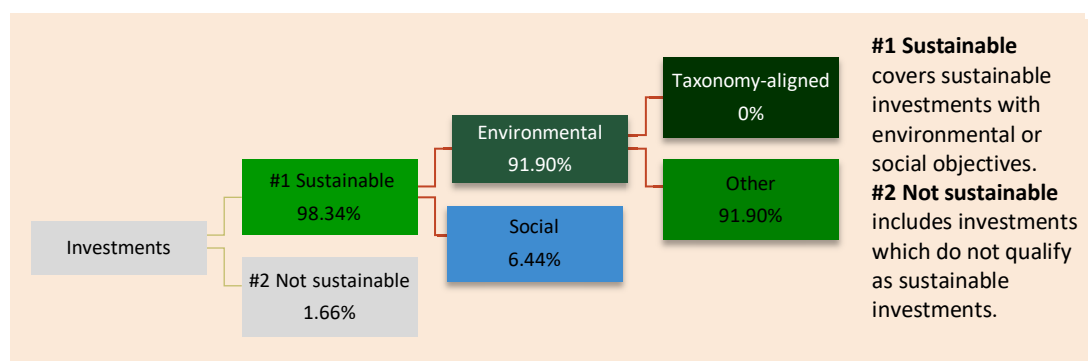 Investments
#1 Sustainable
98.34%
#2 Not sustainable
1.66%
Environmental
91.90%
Social
6.44%
Taxonomy-aligned
0%
Other
91.90%
#1 Sustainable
covers sustainable
investments with
environmental or
social objectives.
#2 Not sustainable
includes investments
which do not qualify
as sustainable
investments.